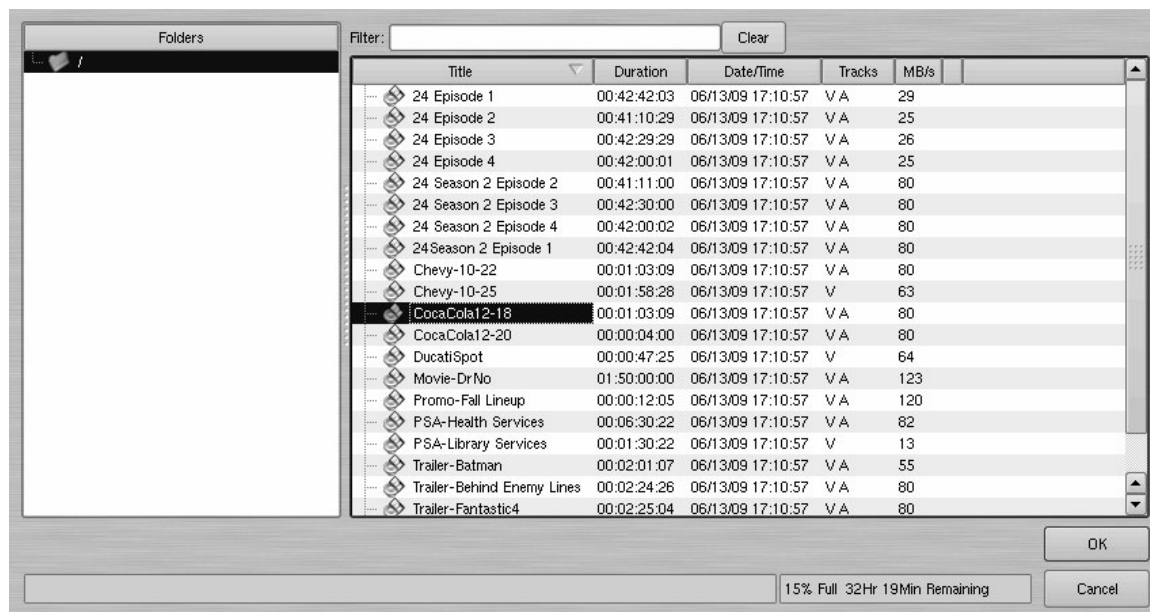 Folders
/
Filter:
Clear
Title Duration Date/Time Tracks MB/s
24 Episode 1 00:42:42:03 06/13/09 17:10:57 V A 29
24 Episode 2 00:41:10:29 06/13/09 17:10:57 V A 25
24 Episode 3 00:42:29:29 06/13/09 17:10:57 V A 26
24 Episode 4 00:42:00:01 06/13/09 17:10:57 V A 25
24 Season 2 Episode 2 00:41:11:00 06/13/09 17:10:57 V A 80
24 Season 2 Episode 3 00:42:30:00 06/13/09 17:10:57 V A 80
24 Season 2 Episode 4 00:42:00:02 06/13/09 17:10:57 V A 80
24Season 2 Episode 1 00:42:42:04 06/13/09 17:10:57 V A 80
Chevy-10-22 00:01:03:09 06/13/09 17:10:57 V A 80
Chevy-10-25 00:01:58:28 06/13/09 17:10:57 V 63
CocaCola12-18 00:01:03:09 06/13/09 17:10:57 V A 80
CocaCola12-20 00:00:04:00 06/13/09 17:10:57 V A 80
DucatiSpot 00:00:47:25 06/13/09 17:10:57 V 64
Movie-DrNo 01:50:00:00 06/13/09 17:10:57 V A 123
Promo-Fall Lineup 00:00:12:05 06/13/09 17:10:57 V A 120
PSA-Health Services 00:06:30:22 06/13/09 17:10:57 V A 82
PSA-Library Services 00:01:30:22 06/13/09 17:10:57 V 13
Trailer-Batman 00:02:01:07 06/13/09 17:10:57 V A 55
Trailer-Behind Enemy Lines 00:02:24:26 06/13/09 17:10:57 V A 80
Trailer-Fantastic4 00:02:25:04 06/13/09 17:10:57 V A 80
OK
15% Full 32Hr 19Min Remaining
Cancel